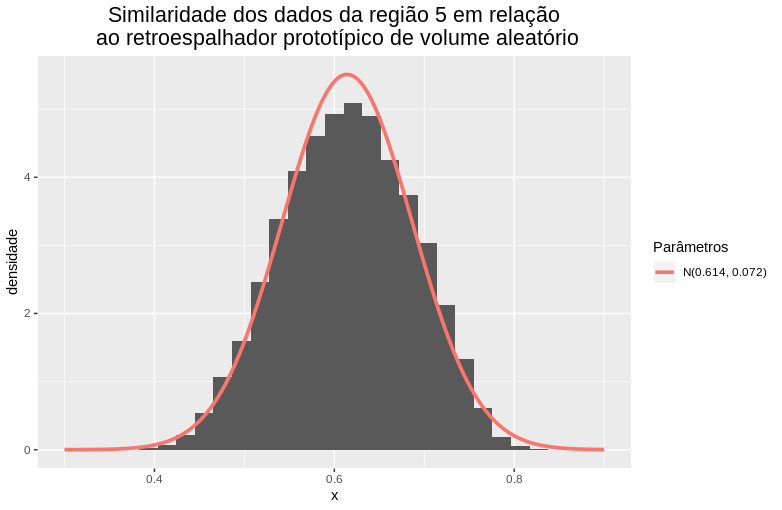 Similaridade dos dados da região 5 em relação
ao retroespalhador prototípico de volume aleatório
densidade
4
2
0
0.4
0.6
0.8
x
Parâmetros
N(0.614, 0.072)